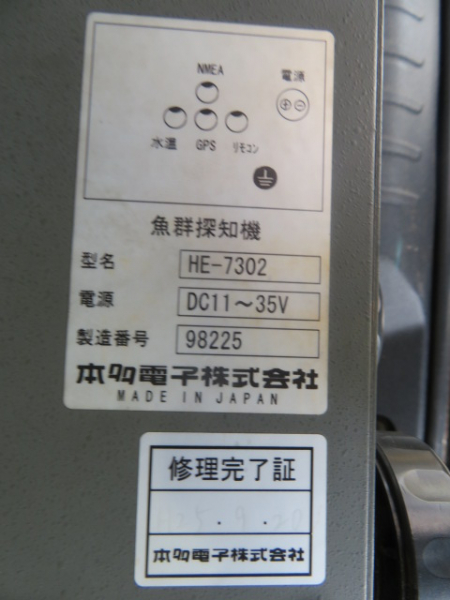 NMEA
電源
水温 GPS リモコン
魚群探知機
型名 HE-7302
電源 DC11～35V
製造番号 98225
本多電子株式会社
MADE IN JAPAN
修理完了証
本多電子株式会社